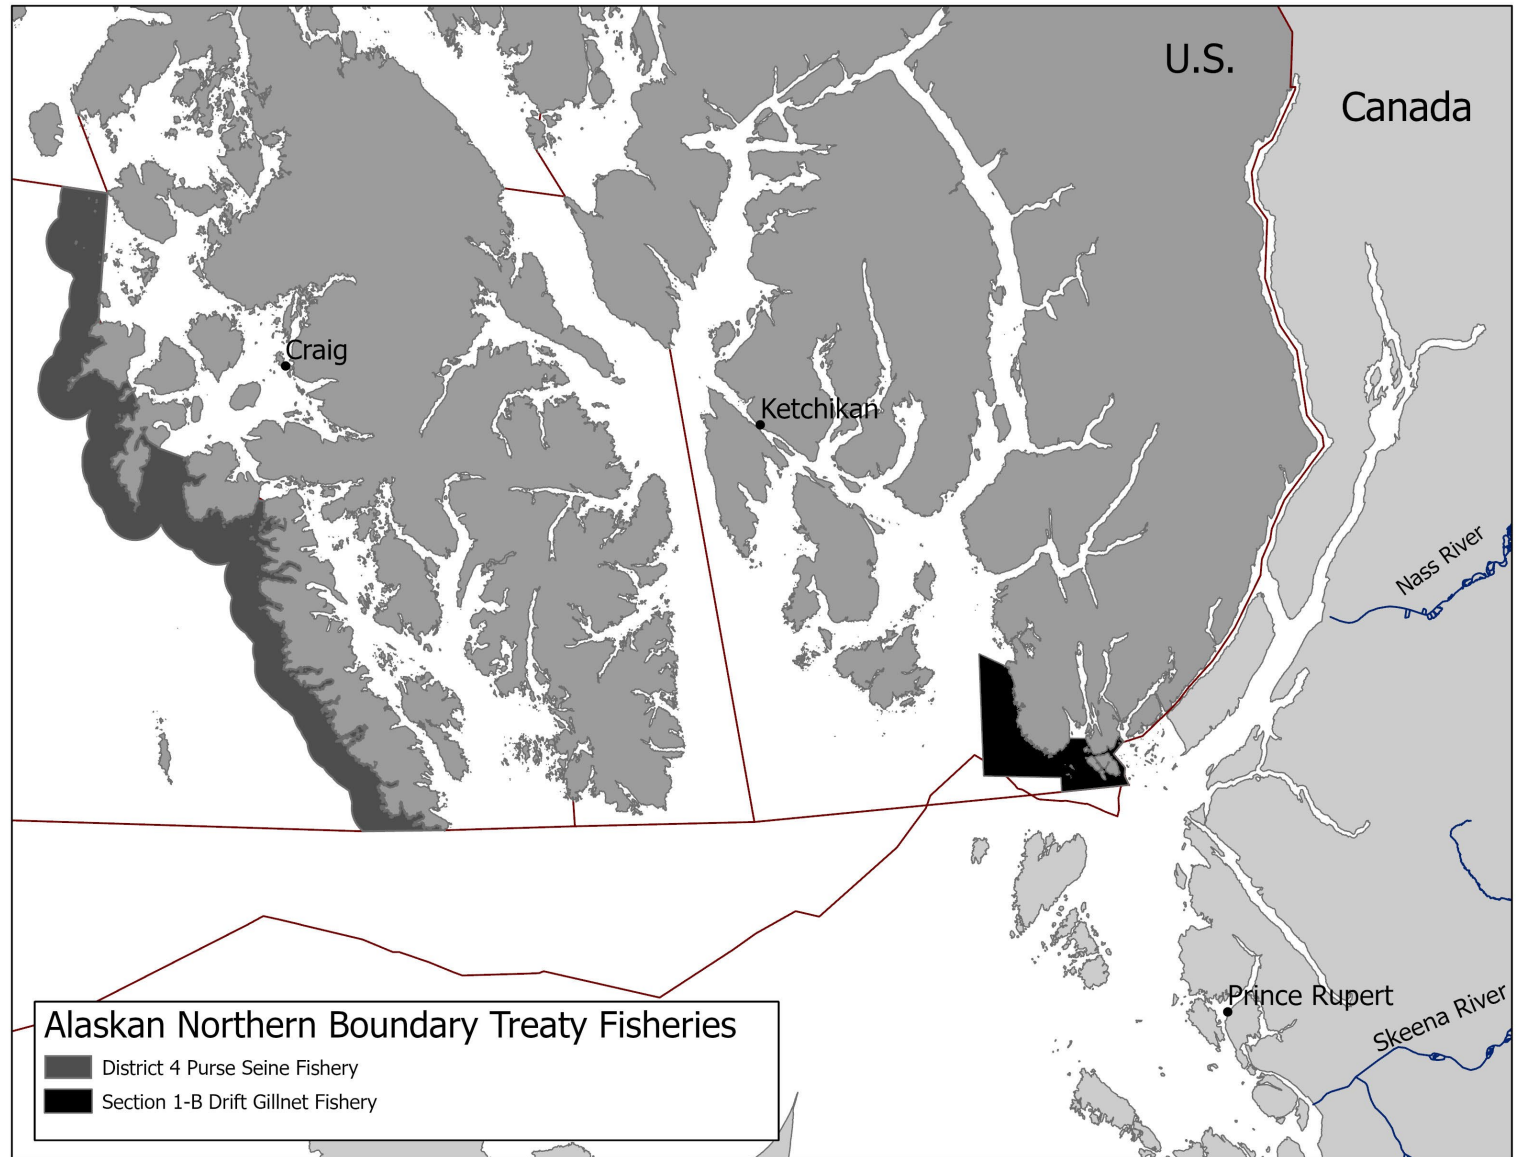 U.S.
Canada
Craig
Ketchikan
Nass River
Prince Rupert
Skeena River
Alaskan Northern Boundary Treaty Fisheries
District 4 Purse Seine Fishery
Section 1-B Drift Gillnet Fishery